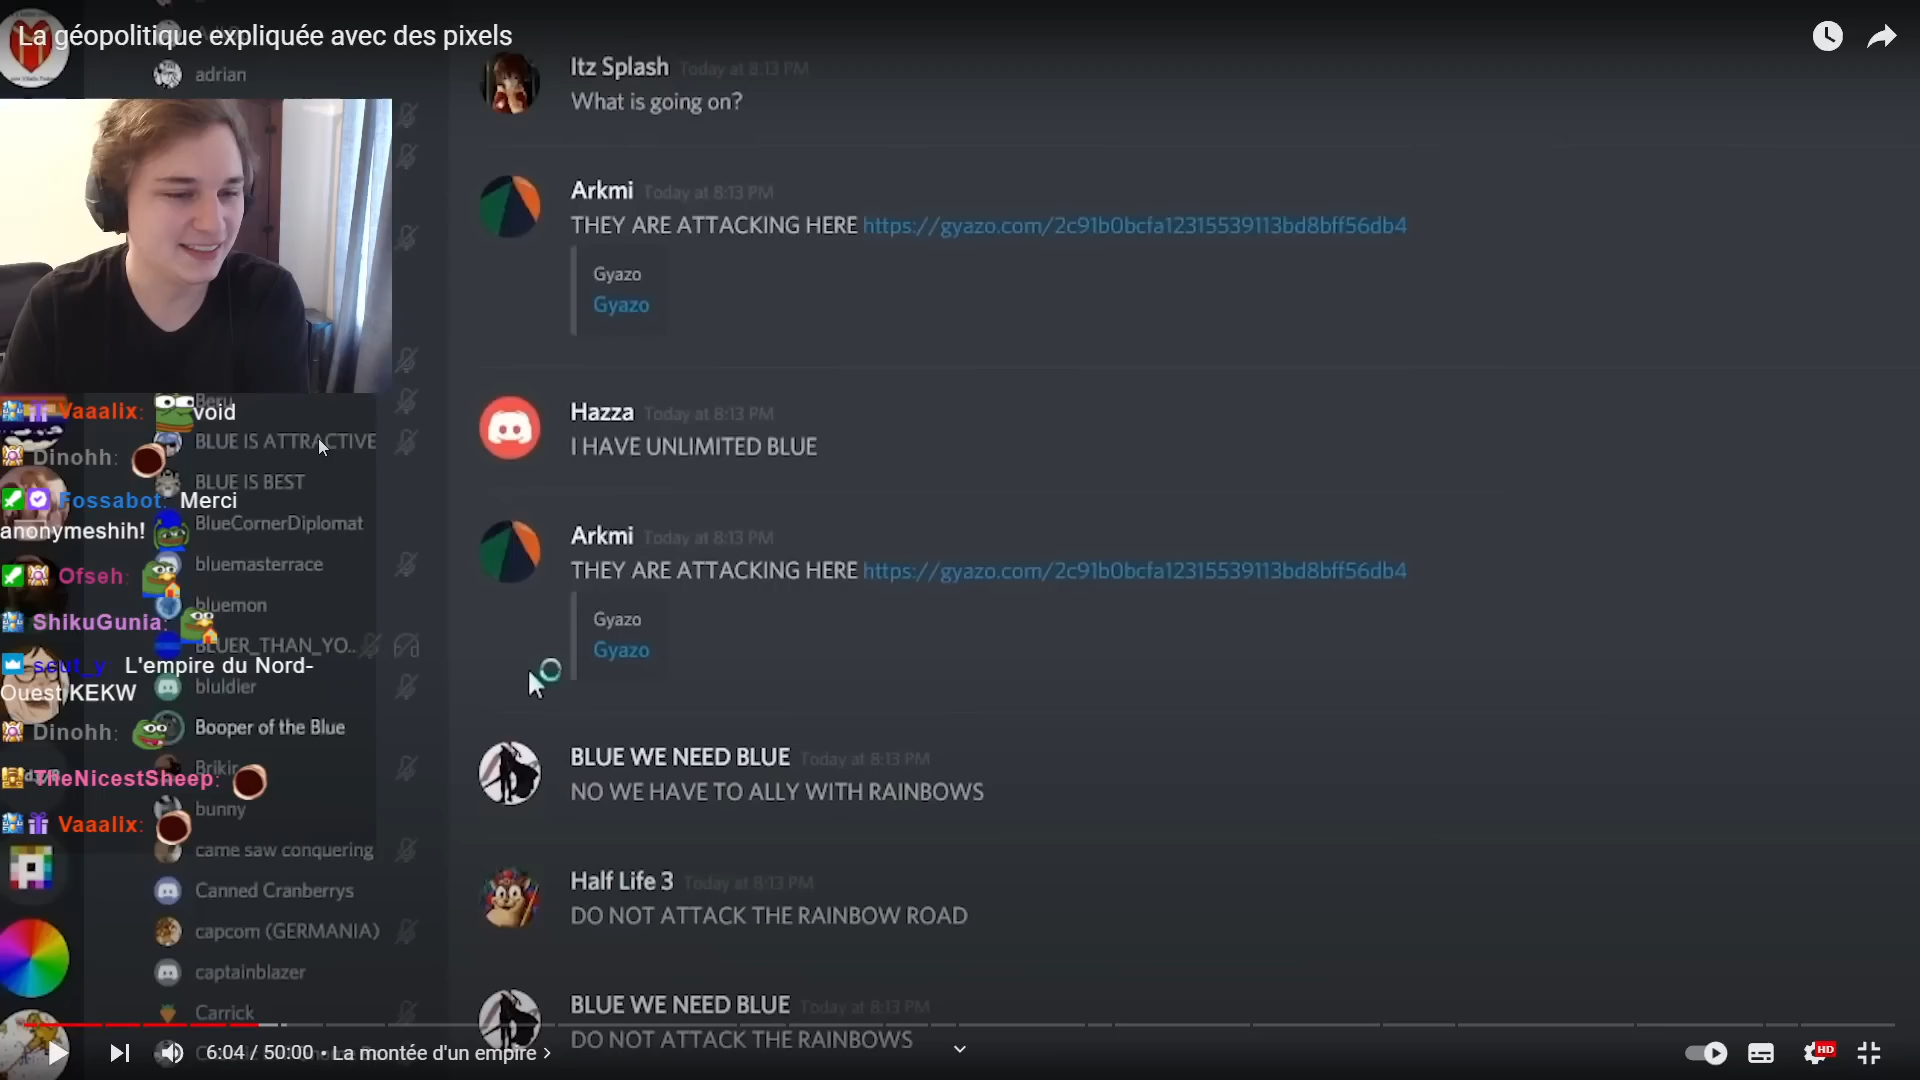 La géopolitique expliquée avec des pixels
adrian
Vaaalix: void
BLUE IS ATTRACTIVE
Dinohh:
BLUE IS BEST
Fossabot: Merci
anonymeshih!
BlueCornerDiplomat
Ofseh:
bluemasterrace
bluemon
ShikuGunia:
BLUER_THAN_YO..
scut_y: L'empire du Nord-
Ouest KEKW
bluldier
Dinohh:
Booper of the Blue
Brikir
TheNicestSheep:
bunny
Vaaalix:
came saw conquering
Canned Cranberrys
capcom (GERMANIA)
captainblazer
Carrick
Itz Splash Today at 8:13 PM
What is going on?
Arkmi Today at 8:13 PM
THEY ARE ATTACKING HERE https://gyazo.com/2c91b0bcfa12315539113bd8bff56db4
Gyazo
Gyazo
Hazza Today at 8:13 PM
I HAVE UNLIMITED BLUE
Arkmi Today at 8:13 PM
THEY ARE ATTACKING HERE https://gyazo.com/2c91b0bcfa12315539113bd8bff56db4
Gyazo
Gyazo
BLUE WE NEED BLUE Today at 8:13 PM
NO WE HAVE TO ALLY WITH RAINBOWS
Half Life 3 Today at 8:13 PM
DO NOT ATTACK THE RAINBOW ROAD
BLUE WE NEED BLUE Today at 8:13 PM
DO NOT ATTACK THE RAINBOWS
6:04 / 50:00 • La montée d'un empire
HD